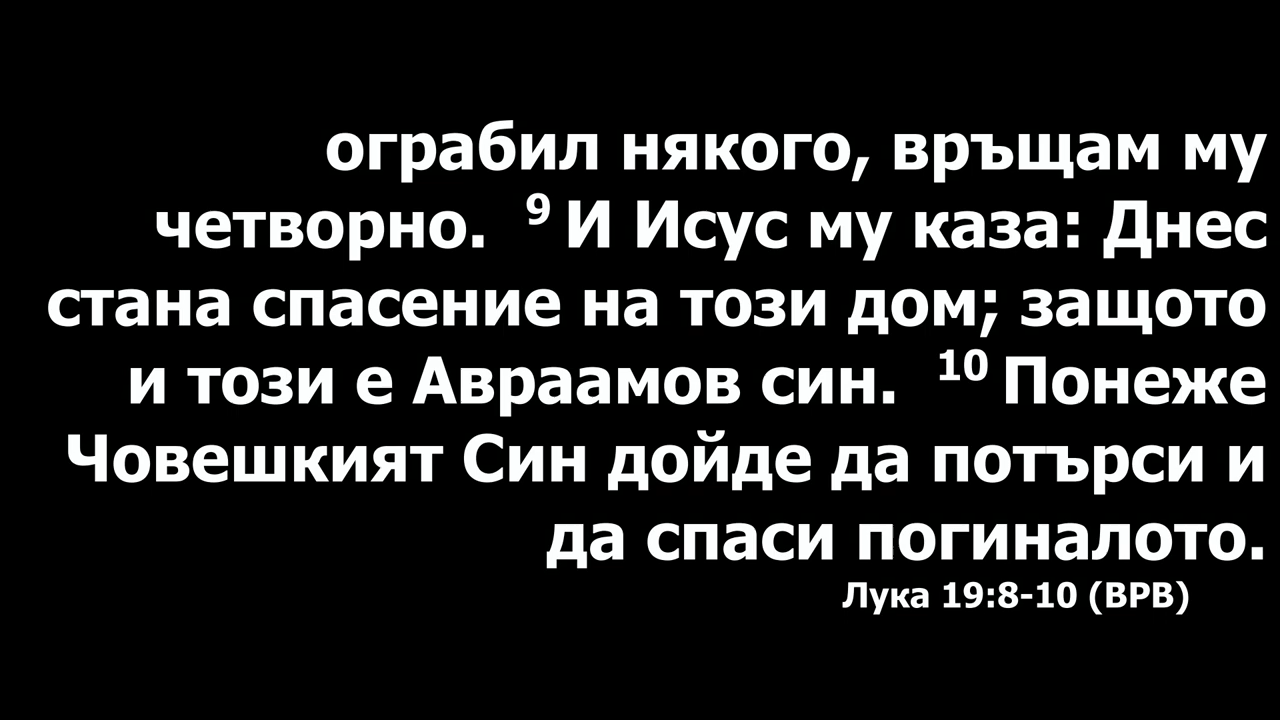 ограбил някого, връщам му
четворно. 9 И Исус му каза: Днес
стана спасение на този дом; защото
и този е Авраамов син. 10 Понеже
Човешкият Син дойде да потърси и
да спаси погиналото.
Лука 19:8-10 (ВРВ)